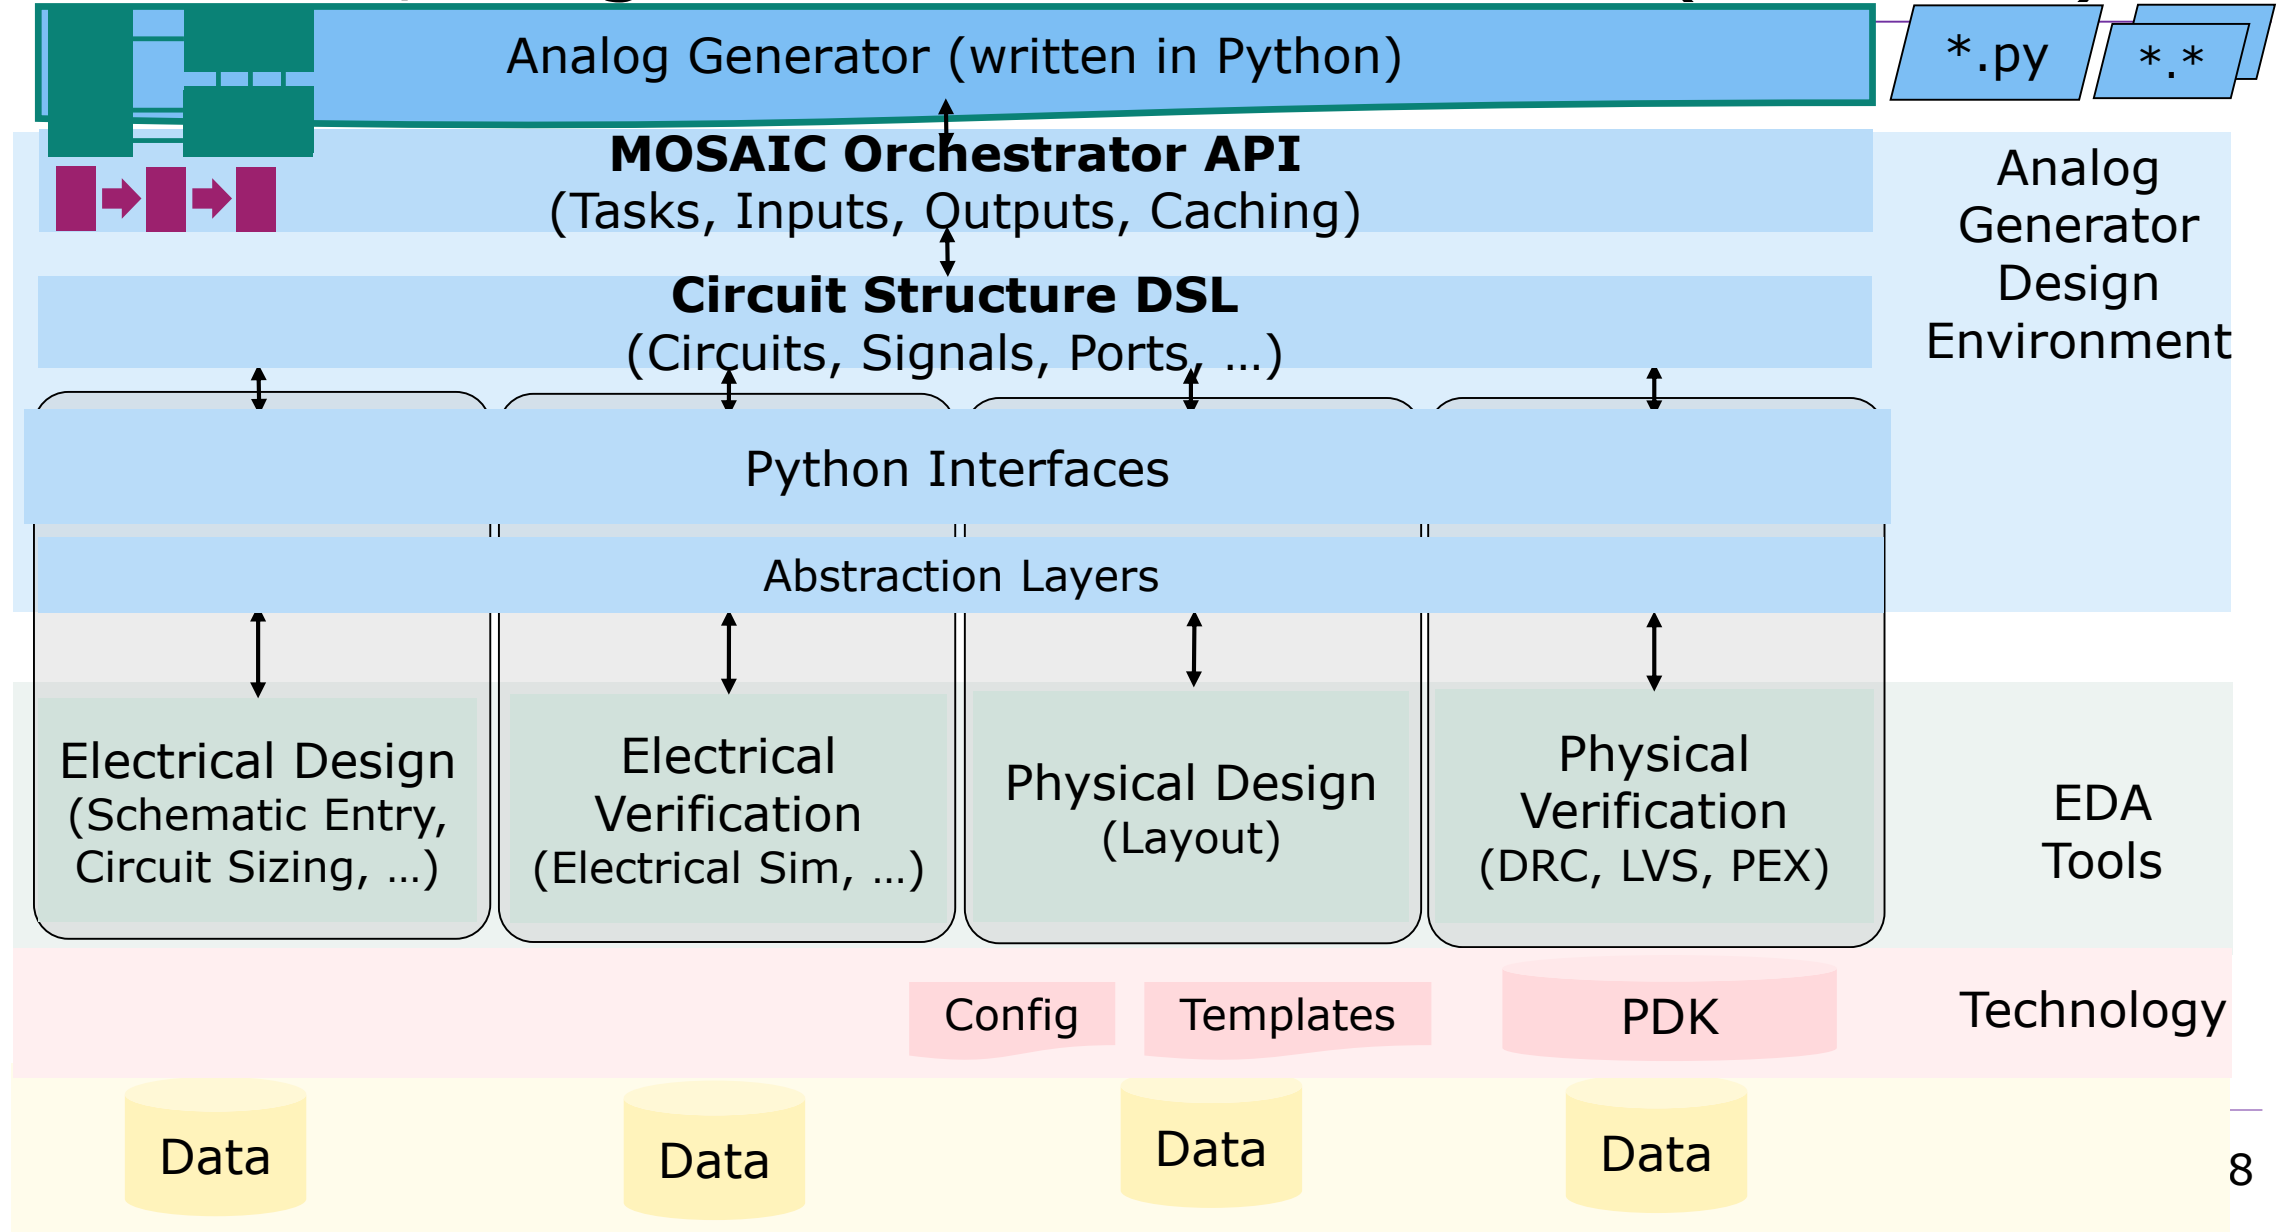 Analog Generator (written in Python)
*.py
*.*
MOSAIC Orchestrator API
(Tasks, Inputs, Outputs, Caching)
Analog
Generator
Design
Environment
Circuit Structure DSL
(Circuits, Signals, Ports, …)
Python Interfaces
Abstraction Layers
Electrical Design
(Schematic Entry,
Circuit Sizing, …)
Electrical
Verification
(Electrical Sim, …)
Physical Design
(Layout)
Physical
Verification
(DRC, LVS, PEX)
EDA
Tools
Config
Templates
PDK
Technology
Data
Data
Data
Data
8